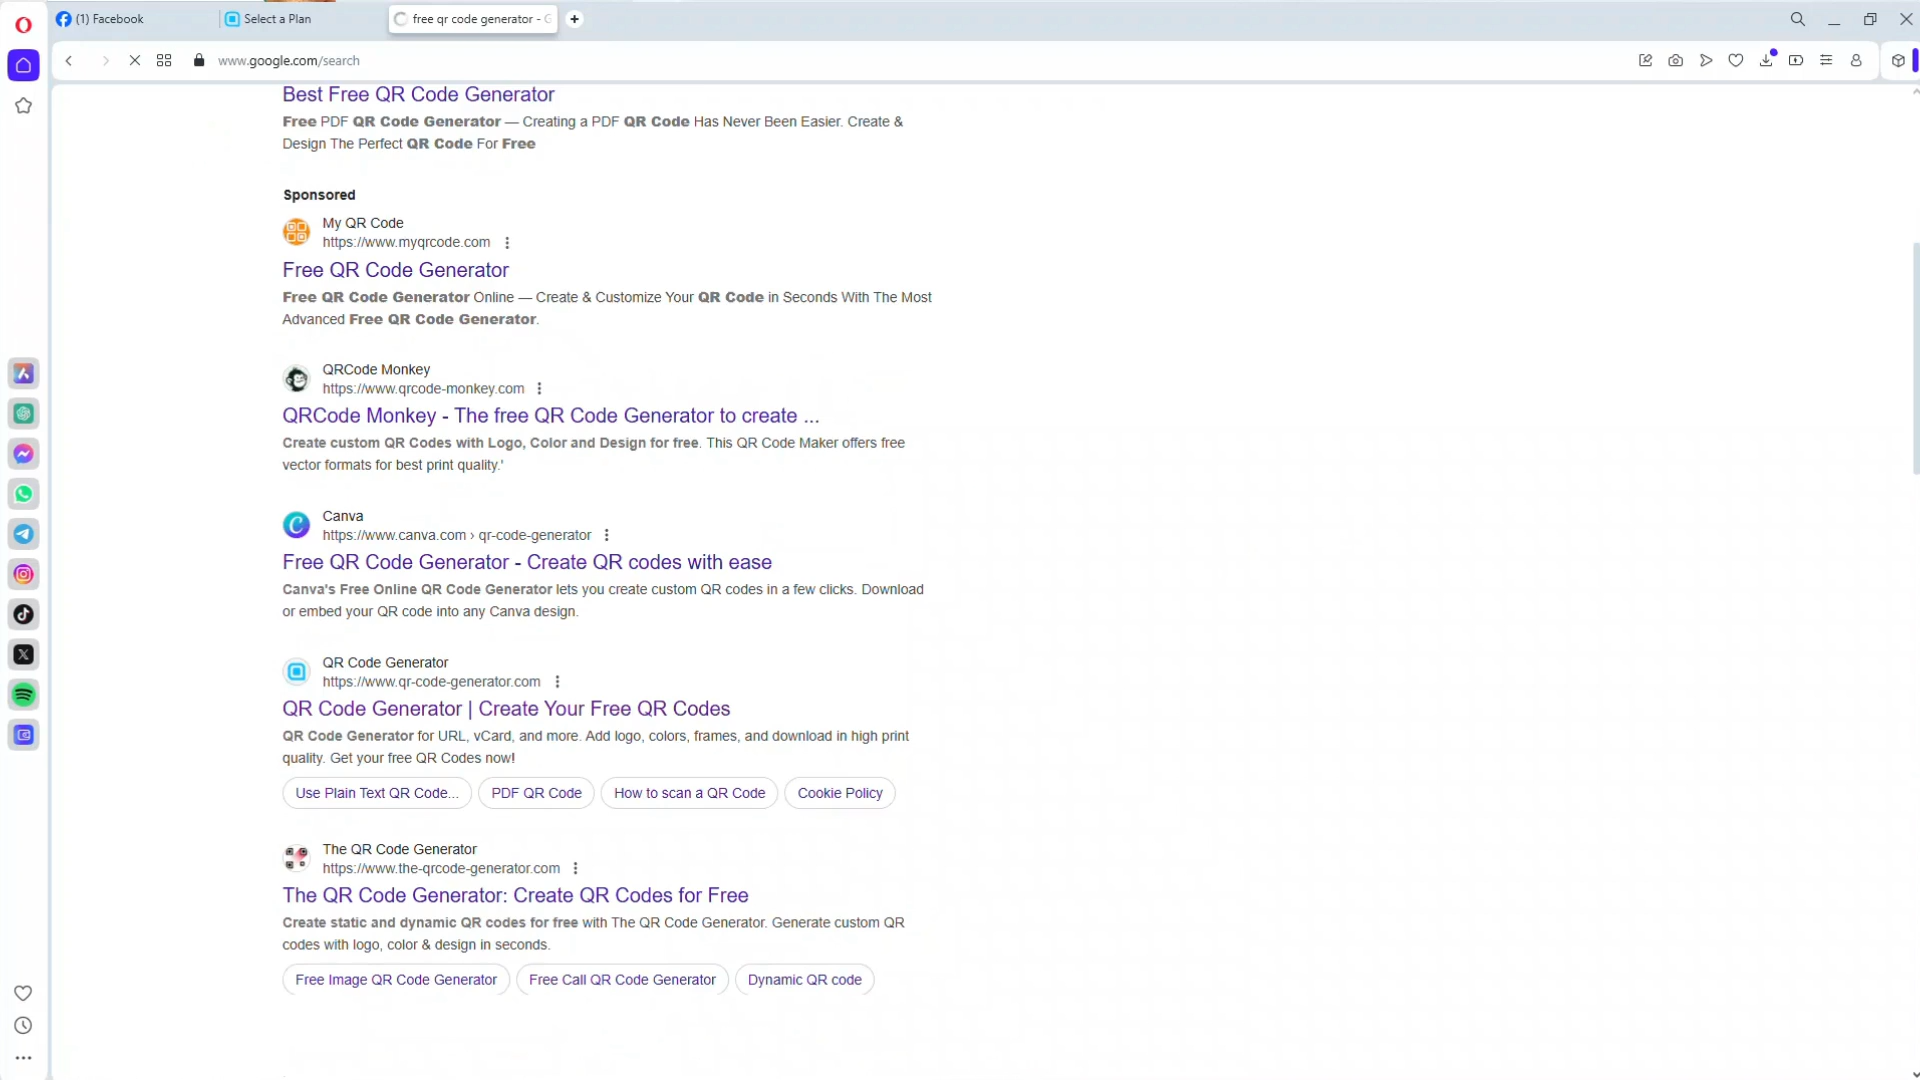 (1) Facebook
Select a Plan
free qr code generator - G
www.google.com/search
Best Free QR Code Generator
Free PDF QR Code Generator — Creating a PDF QR Code Has Never Been Easier. Create &
Design The Perfect QR Code For Free
Sponsored
My QR Code
https://www.myqrcode.com
Free QR Code Generator
Free QR Code Generator Online — Create & Customize Your QR Code in Seconds With The Most
Advanced Free QR Code Generator.
QRCode Monkey
https://www.qrcode-monkey.com
QRCode Monkey - The free QR Code Generator to create ...
Create custom QR Codes with Logo, Color and Design for free. This QR Code Maker offers free
vector formats for best print quality.'
Canva
https://www.canva.com › qr-code-generator
Free QR Code Generator - Create QR codes with ease
Canva's Free Online QR Code Generator lets you create custom QR codes in a few clicks. Download
or embed your QR code into any Canva design.
QR Code Generator
https://www.qr-code-generator.com
QR Code Generator | Create Your Free QR Codes
QR Code Generator for URL, vCard, and more. Add logo, colors, frames, and download in high print
quality. Get your free QR Codes now!
Use Plain Text QR Code...
PDF QR Code
How to scan a QR Code
Cookie Policy
The QR Code Generator
https://www.the-qrcode-generator.com
The QR Code Generator: Create QR Codes for Free
Create static and dynamic QR codes for free with The QR Code Generator. Generate custom QR
codes with logo, color & design in seconds.
Free Image QR Code Generator
Free Call QR Code Generator
Dynamic QR code